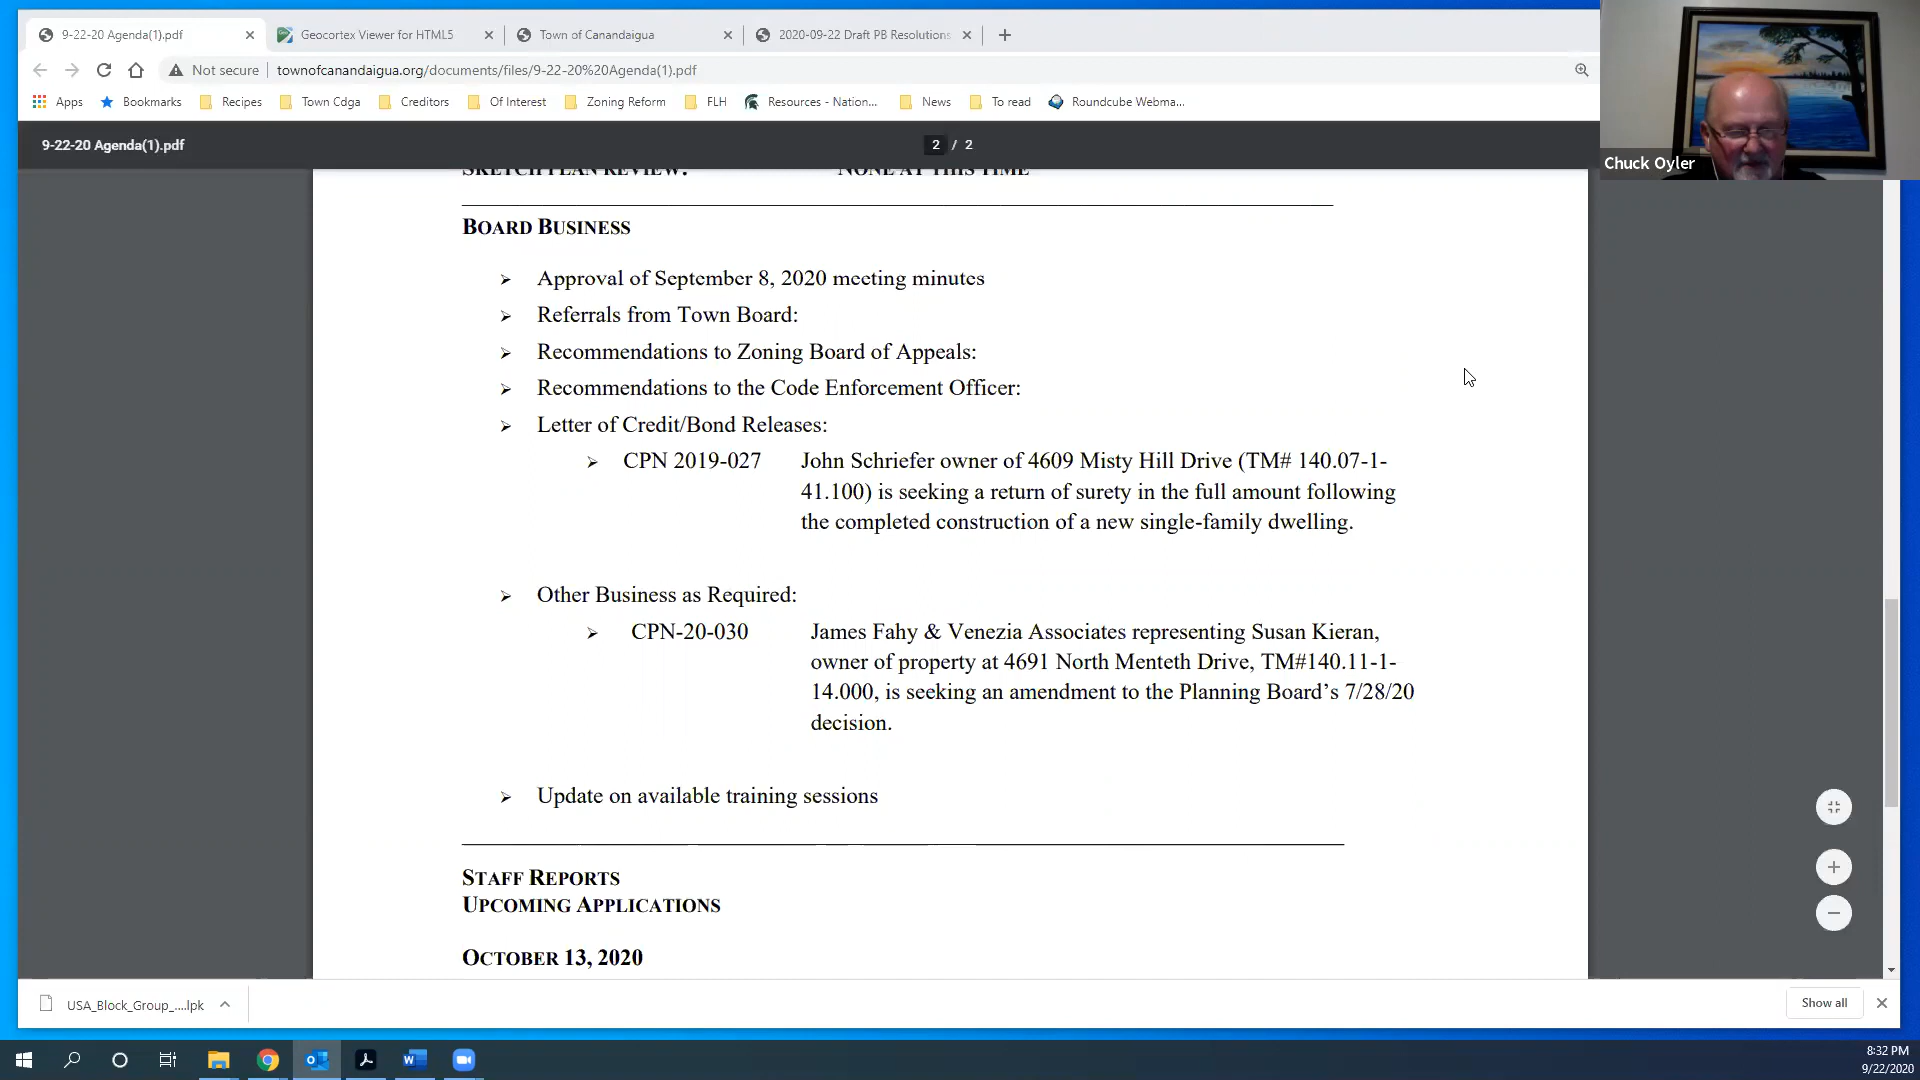 9-22-20 Agenda(1).pdf
Geocortex Viewer for HTML5
Town of Canandaigua
2020-09-22 Draft PB Resolutions
Not secure
townofcanandaigua.org/documents/files/9-22-20%20Agenda(1).pdf
Apps
Bookmarks
Recipes
Town Cdga
Creditors
Of Interest
Zoning Reform
FLH
Resources - Nation...
News
To read
Roundcube Webma...
Chuck Oyler
9-22-20 Agenda(1).pdf
2 / 2
SKETCH PLAN REVIEW: NONE AT THIS TIME
BOARD BUSINESS
Approval of September 8, 2020 meeting minutes
Referrals from Town Board:
Recommendations to Zoning Board of Appeals:
Recommendations to the Code Enforcement Officer:
Letter of Credit/Bond Releases:
CPN 2019-027 John Schriefer owner of 4609 Misty Hill Drive (TM# 140.07-1-
41.100) is seeking a return of surety in the full amount following
the completed construction of a new single-family dwelling.
Other Business as Required:
CPN-20-030 James Fahy & Venezia Associates representing Susan Kieran,
owner of property at 4691 North Menteth Drive, TM#140.11-1-
14.000, is seeking an amendment to the Planning Board’s 7/28/20
decision.
Update on available training sessions
STAFF REPORTS
UPCOMING APPLICATIONS
OCTOBER 13, 2020
USA_Block_Group_....lpk
Show all
8:32 PM
9/22/2020